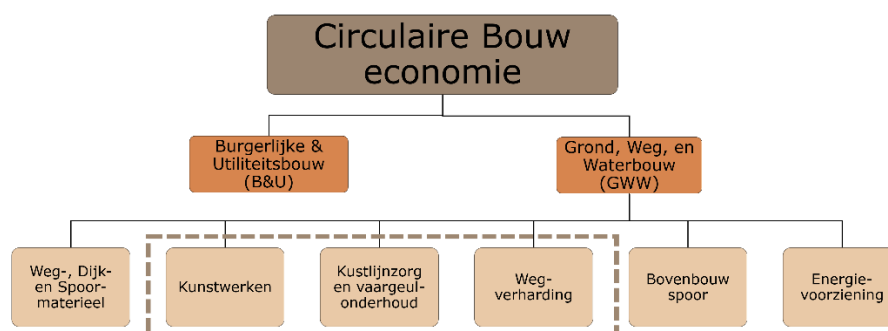 Circulaire Bouw
economie
Burgerlijke &
Utiliteitsbouw
(B&U)
Grond, Weg, en
Waterbouw
(GWW)
Weg-, Dijk-
en Spoor-
materieel
Kunstwerken
Kustlijnzorg
en vaargeul-
onderhoud
Weg-
verharding
Bovenbouw
spoor
Energie-
voorziening